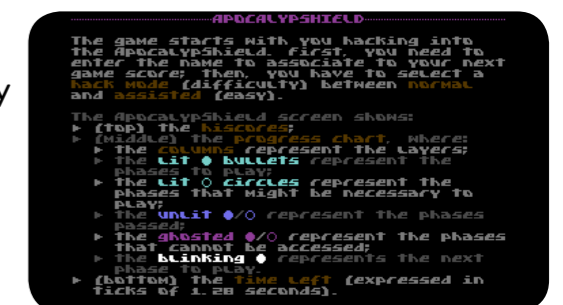 APOCALYPSHIELD
The game starts with you hacking into
the ApocalypShield. First, you need to
enter the name to associate to your next
game score; then, you have to select a
hack mode (difficulty) between normal
and assisted (easy).
The ApocalypShield screen shows:
▶ (top) the hiscores;
▶ (middle) the progress chart, where:
▶ the columns represent the layers;
▶ the lit ● bullets represent the
phases to play;
▶ the lit ○ circles represent the
phases that might be necessary to
play;
▶ the unlit ●/○ represent the phases
passed;
▶ the ghosted ●/○ represent the phases
that cannot be accessed;
▶ the blinking ● represents the next
phase to play.
▶ (bottom) the time left (expressed in
ticks of 1.28 seconds).
y